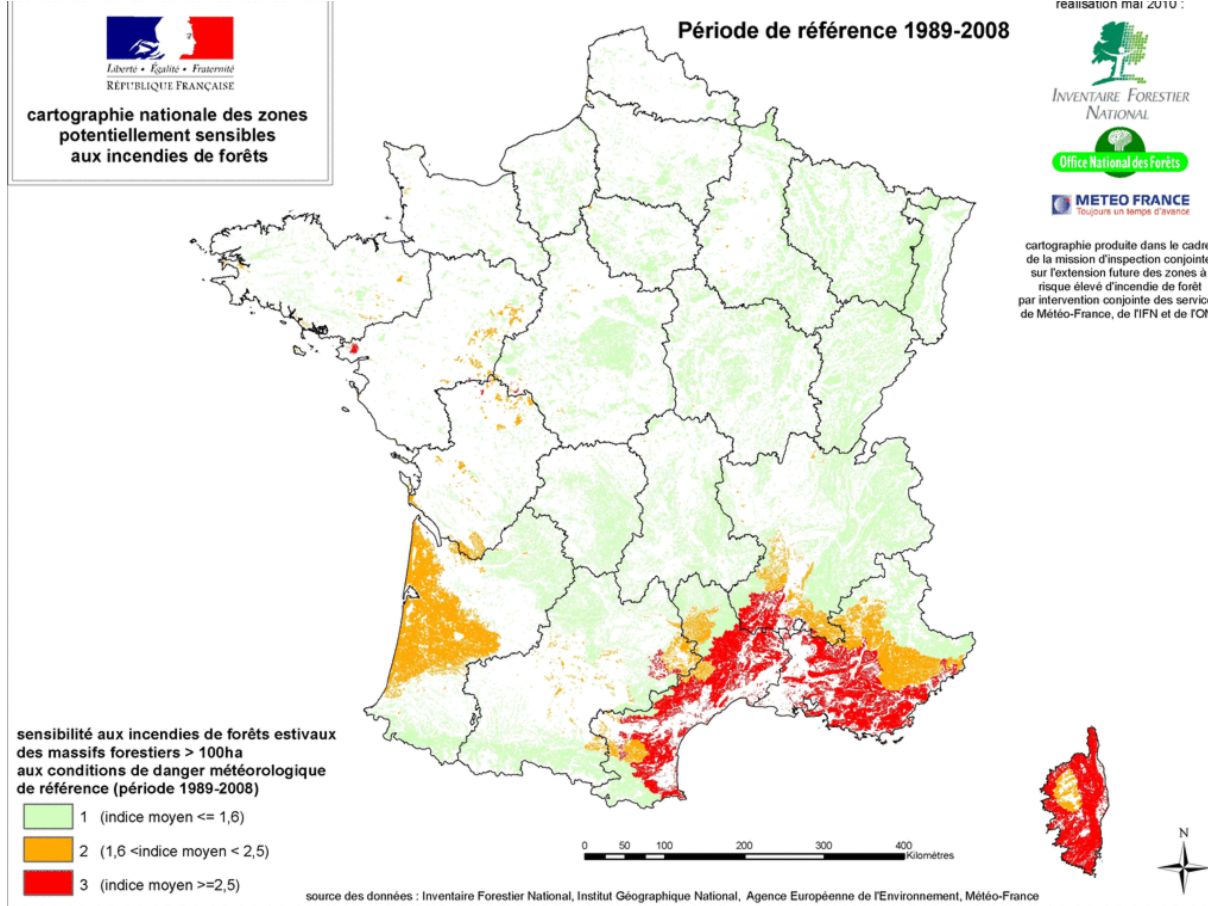 Liberté • Égalité • Fraternité
RÉPUBLIQUE FRANÇAISE
cartographie nationale des zones
potentiellement sensibles
aux incendies de forêts
Période de référence 1989-2008
réalisation mai 2010 :
INVENTAIRE FORESTIER
NATIONAL
Office National des Forêts
METEO FRANCE
Toujours un temps d'avance
cartographie produite dans le cadre
de la mission d'inspection conjointe
sur l'extension future des zones à
risque élevé d'incendie de forêt
par intervention conjointe des service
de Météo-France, de l'IFN et de l'ON
sensibilité aux incendies de forêts estivaux
des massifs forestiers > 100ha
aux conditions de danger météorologique
de référence (période 1989-2008)
1 (indice moyen <= 1,6)
2 (1,6 <indice moyen < 2,5)
3 (indice moyen >=2,5)
0 50 100 200 300 400
Kilomètres
N
source des données : Inventaire Forestier National, Institut Géographique National, Agence Européenne de l'Environnement, Météo-France